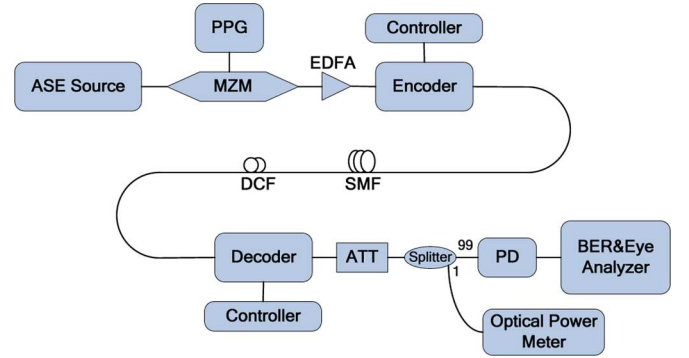 PPG
Controller
EDFA
ASE Source
MZM
Encoder
DCF
SMF
Decoder
ATT
Splitter
99
1
PD
BER&Eye
Analyzer
Controller
Optical Power
Meter